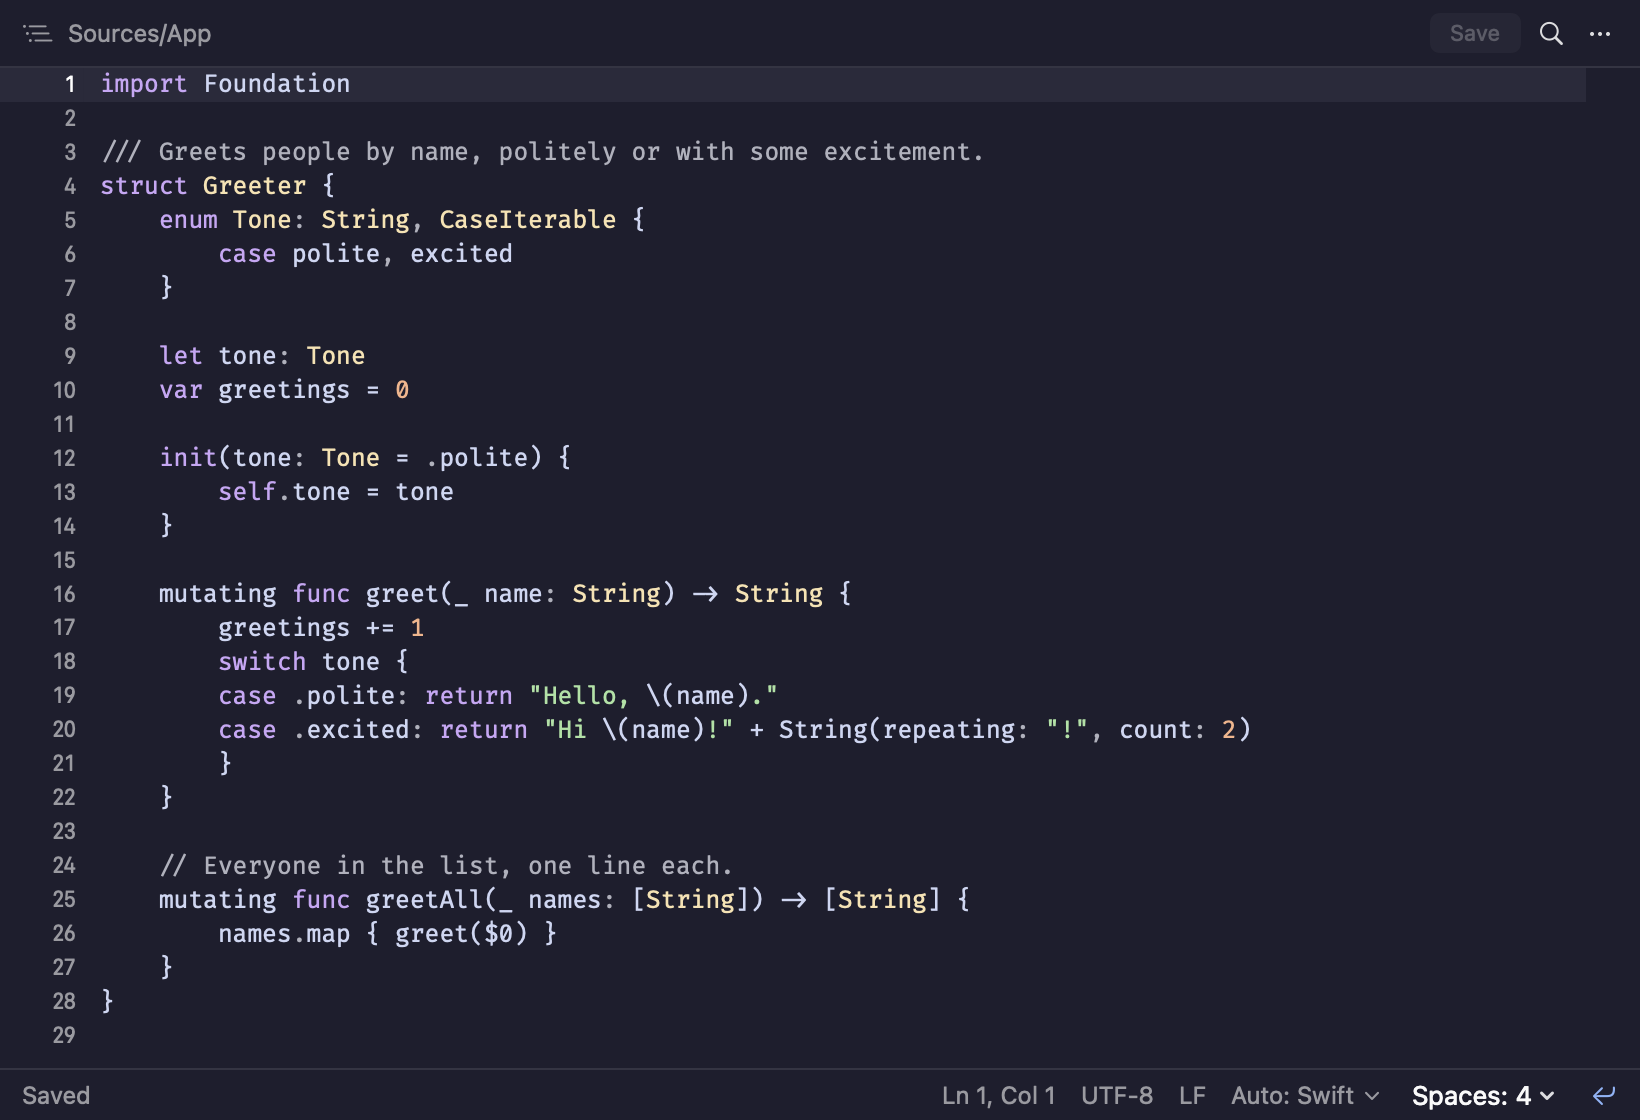 Sources/App
Save
1 import Foundation
2
3 /// Greets people by name, politely or with some excitement.
4 struct Greeter {
5     enum Tone: String, CaseIterable {
6         case polite, excited
7     }
8
9     let tone: Tone
10     var greetings = 0
11
12     init(tone: Tone = .polite) {
13         self.tone = tone
14     }
15
16     mutating func greet(_ name: String) -> String {
17         greetings += 1
18         switch tone {
19         case .polite: return "Hello, \(name)."
20         case .excited: return "Hi \(name)!" + String(repeating: "!", count: 2)
21         }
22     }
23
24     // Everyone in the list, one line each.
25     mutating func greetAll(_ names: [String]) -> [String] {
26         names.map { greet($0) }
27     }
28 }
29
Saved
Ln 1, Col 1 UTF-8 LF Auto: Swift Spaces: 4